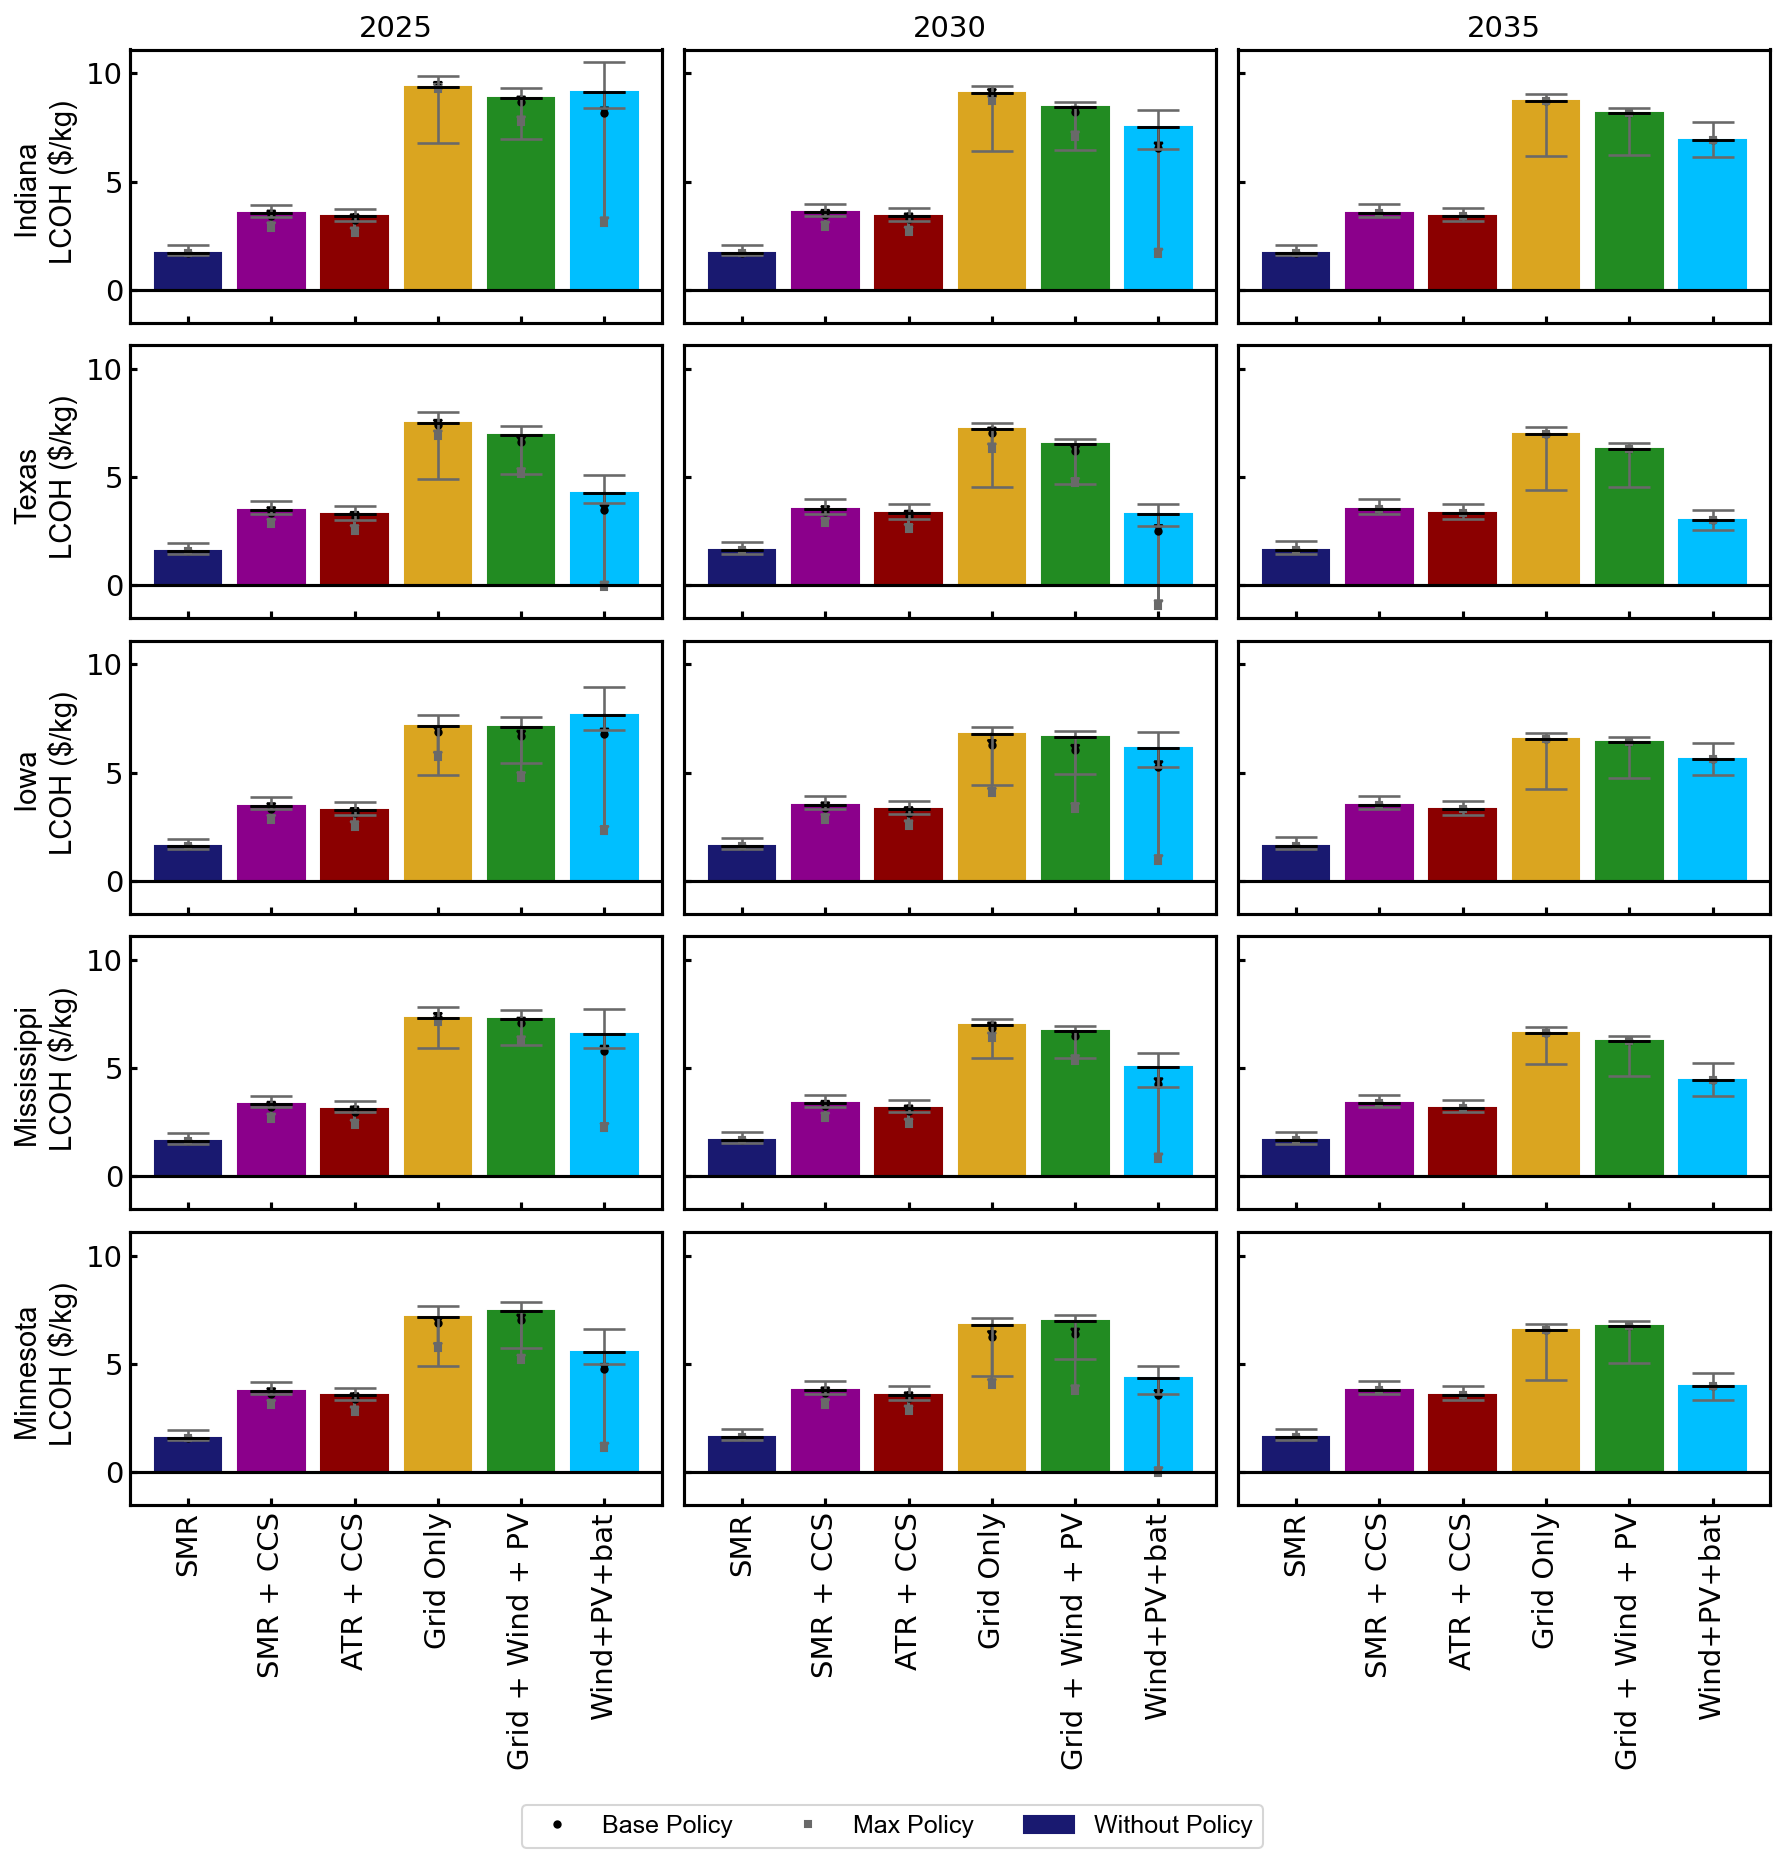 2025
2030
2035
Indiana
LCOH ($/kg)
10
5
0
Texas
LCOH ($/kg)
10
5
0
Iowa
LCOH ($/kg)
10
5
0
Mississippi
LCOH ($/kg)
10
5
0
Minnesota
LCOH ($/kg)
10
5
0
SMR
SMR + CCS
ATR + CCS
Grid Only
Grid + Wind + PV
Wind+PV+bat
SMR
SMR + CCS
ATR + CCS
Grid Only
Grid + Wind + PV
Wind+PV+bat
SMR
SMR + CCS
ATR + CCS
Grid Only
Grid + Wind + PV
Wind+PV+bat
Base Policy
Max Policy
Without Policy